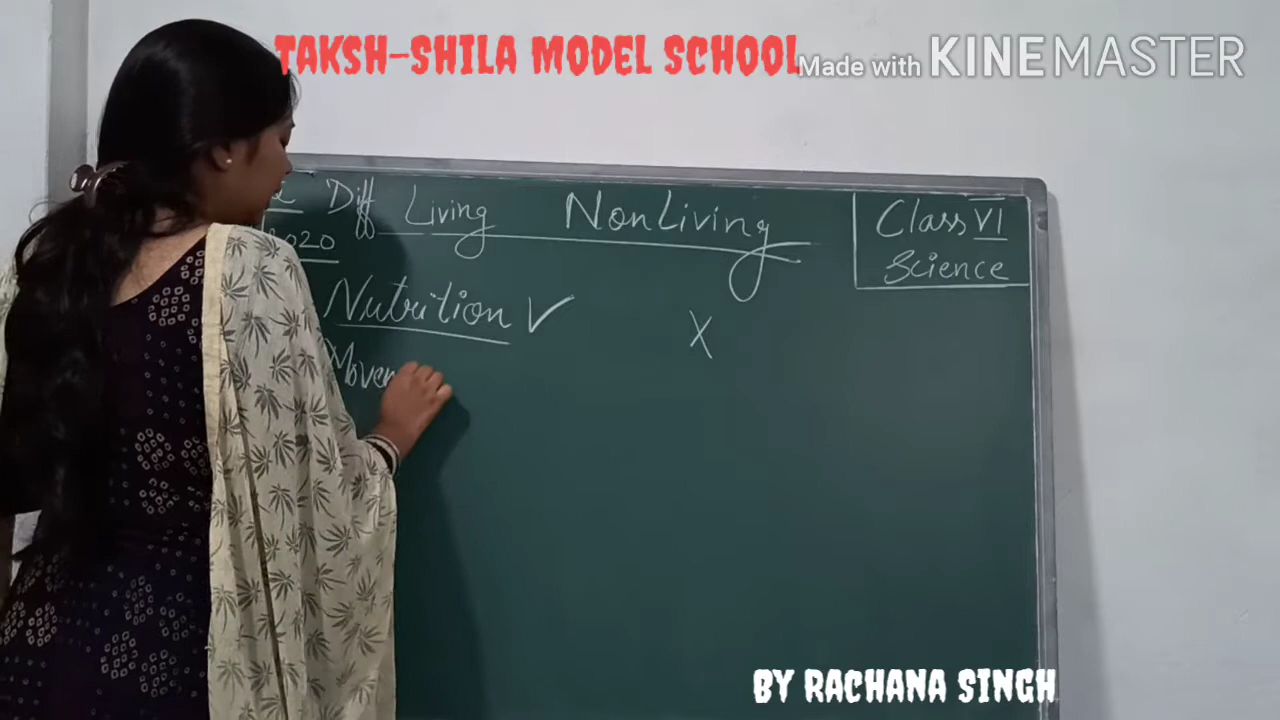 TAKSH-SHILA MODEL SCHOOL
Made with KINEMASTER
Diff Living NonLiving
2020
Class VI
Science
Nutrition ✓ X
Movem
BY RACHANA SINGH